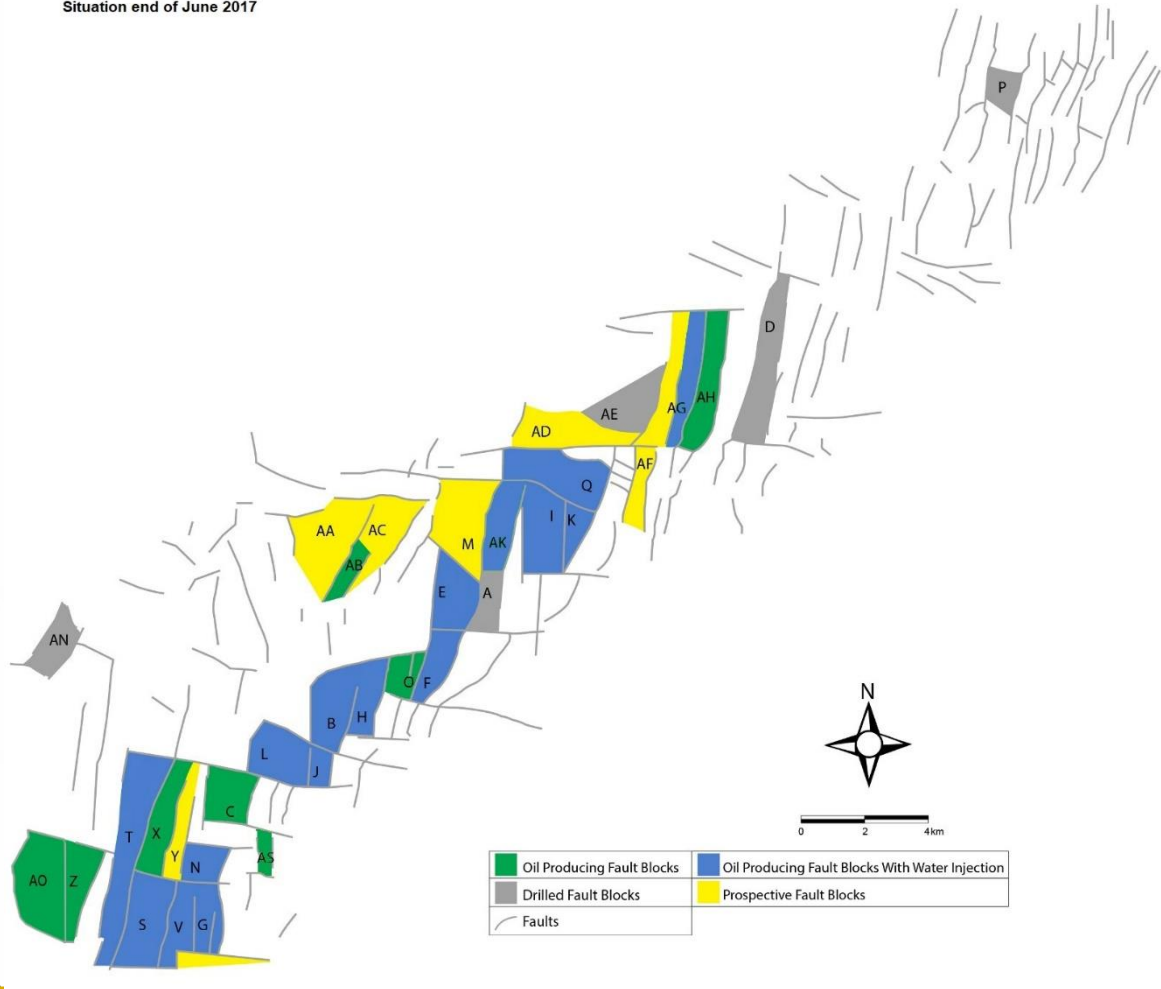 Situation end of June 2017
P
D
AE
AG
AH
AD
AF
Q
AA
AC
I
K
M
AK
AB
E
A
AN
O
F
B
H
L
J
N
C
T
X
Y
AS
N
AO
Z
S
V
G
0
2
4km
Oil Producing Fault Blocks
Oil Producing Fault Blocks With Water Injection
Drilled Fault Blocks
Prospective Fault Blocks
Faults